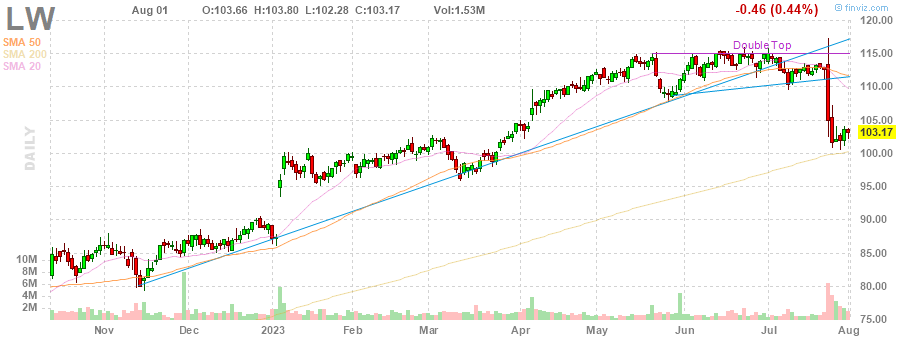 LW
Aug 01 O:103.66 H:103.80 L:102.28 C:103.17 Vol:1.53M -0.46 (0.44%)
finviz.com
SMA 50
SMA 200
SMA 20
Double Top
DAILY
120.00
115.00
110.00
105.00
103.17
100.00
95.00
90.00
85.00
80.00
75.00
10M
8M
6M
4M
2M
Nov Dec 2023 Feb Mar Apr May Jun Jul Aug